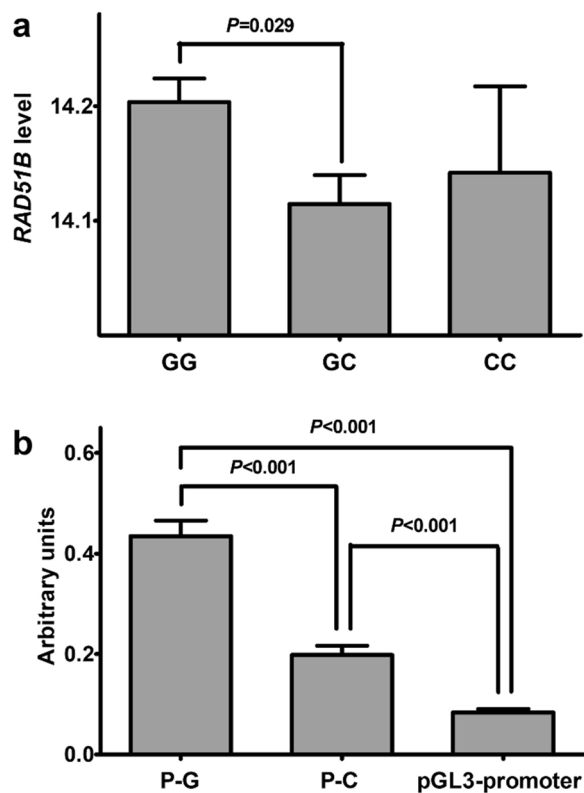 a
P=0.029
RAD51B level
14.2
14.1
GG GC CC
b
P<0.001
P<0.001
P<0.001
Arbitrary units
0.6
0.4
0.2
0.0
P-G P-C pGL3-promoter